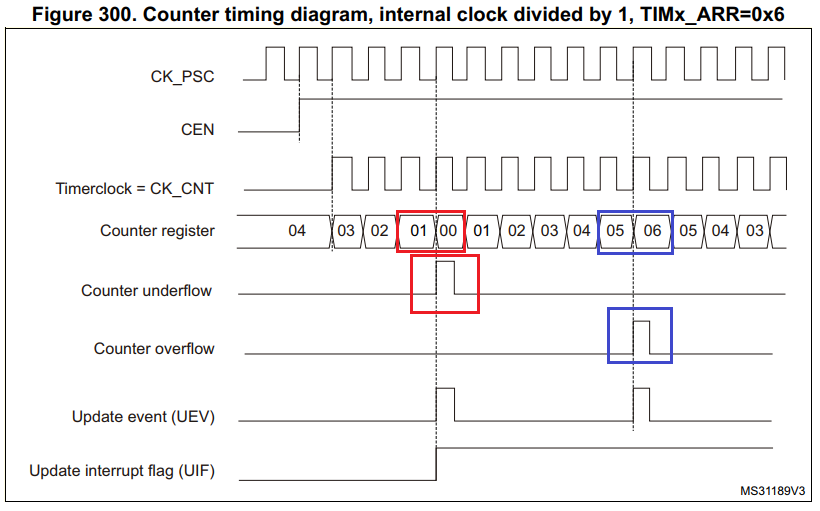 Figure 300. Counter timing diagram, internal clock divided by 1, TIMx_ARR=0x6
CK_PSC
CEN
Timerclock = CK_CNT
Counter register 04 03 02 01 00 01 02 03 04 05 06 05 04 03
Counter underflow
Counter overflow
Update event (UEV)
Update interrupt flag (UIF)
MS31189V3